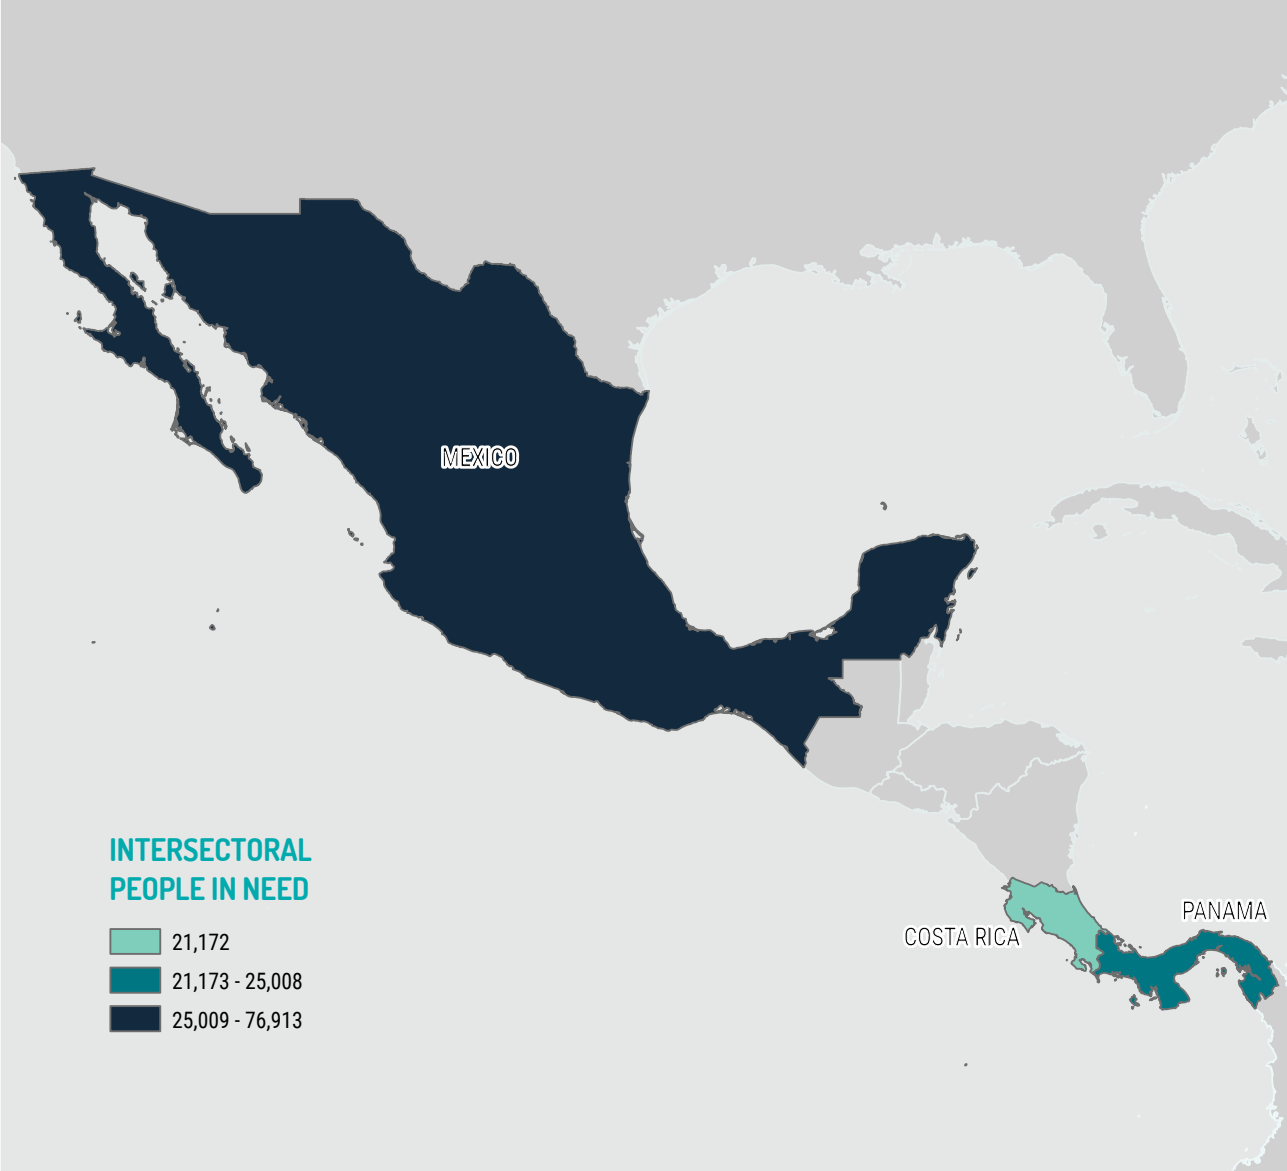 MEXICO
INTERSECTORAL
PEOPLE IN NEED
21,172
21,173 - 25,008
25,009 - 76,913
COSTA RICA
PANAMA